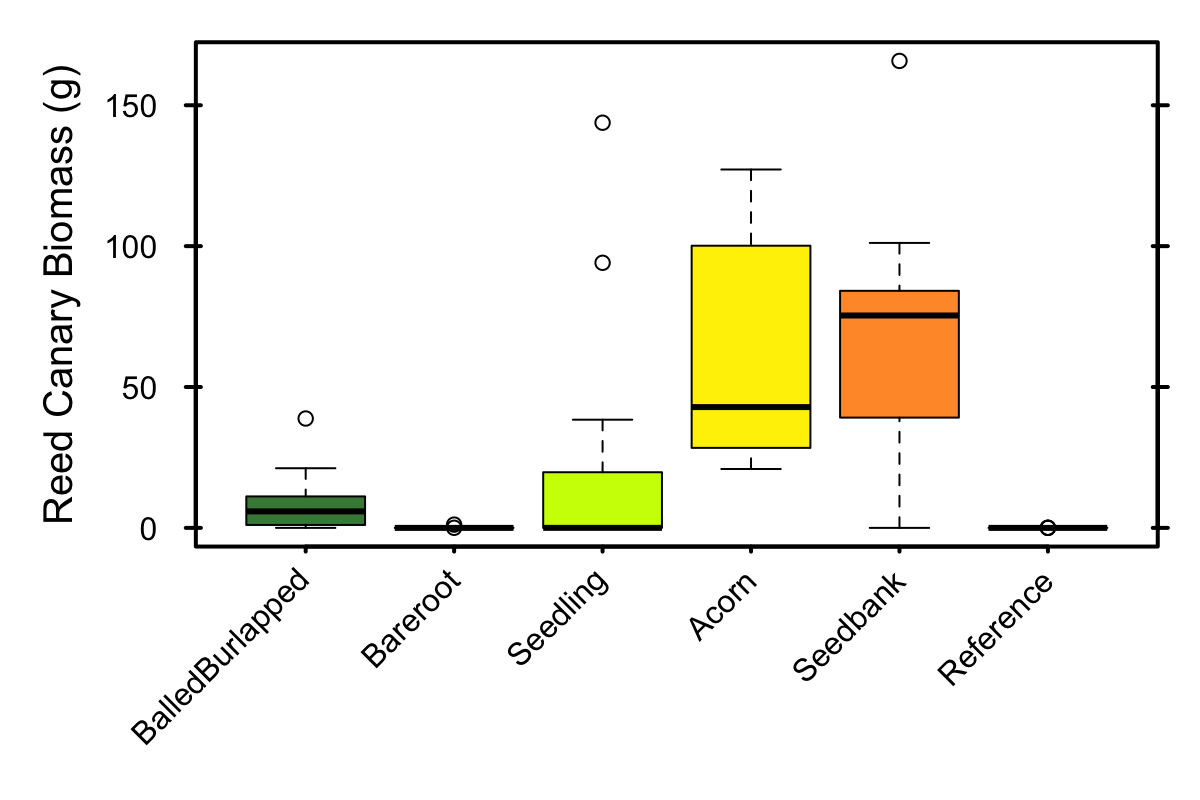 Reed Canary Biomass (g)
150
100
50
0
BalledBurlapped
Bareroot
Seedling
Acorn
Seedbank
Reference